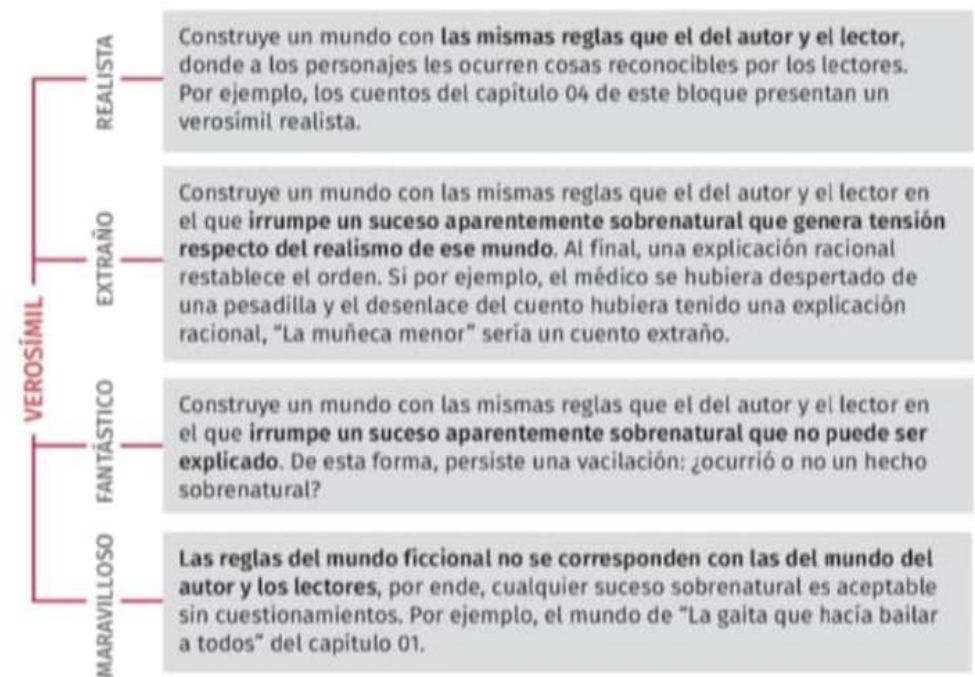 VEROSÍMIL
REALISTA
Construye un mundo con las mismas reglas que el del autor y el lector,
donde a los personajes les ocurren cosas reconocibles por los lectores.
Por ejemplo, los cuentos del capítulo 04 de este bloque presentan un
verosímil realista.
EXTRAÑO
Construye un mundo con las mismas reglas que el del autor y el lector en
el que irrumpe un suceso aparentemente sobrenatural que genera tensión
respecto del realismo de ese mundo. Al final, una explicación racional
restablece el orden. Si por ejemplo, el médico se hubiera despertado de
una pesadilla y el desenlace del cuento hubiera tenido una explicación
racional, "La muñeca menor" sería un cuento extraño.
FANTÁSTICO
Construye un mundo con las mismas reglas que el del autor y el lector en
el que irrumpe un suceso aparentemente sobrenatural que no puede ser
explicado. De esta forma, persiste una vacilación: ¿ocurrió o no un hecho
sobrenatural?
MARAVILLOSO
Las reglas del mundo ficcional no se corresponden con las del mundo del
autor y los lectores, por ende, cualquier suceso sobrenatural es aceptable
sin cuestionamientos. Por ejemplo, el mundo de "La gaita que hacía bailar
a todos" del capítulo 01.